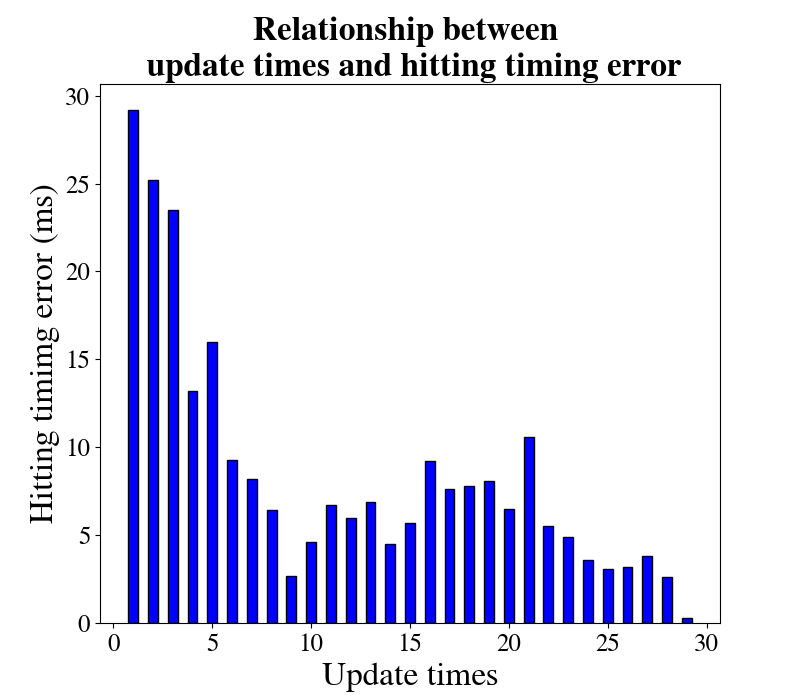 Relationship between
update times and hitting timing error
Hitting timimg error (ms)
30
25
20
15
10
5
0
0 5 10 15 20 25 30
Update times